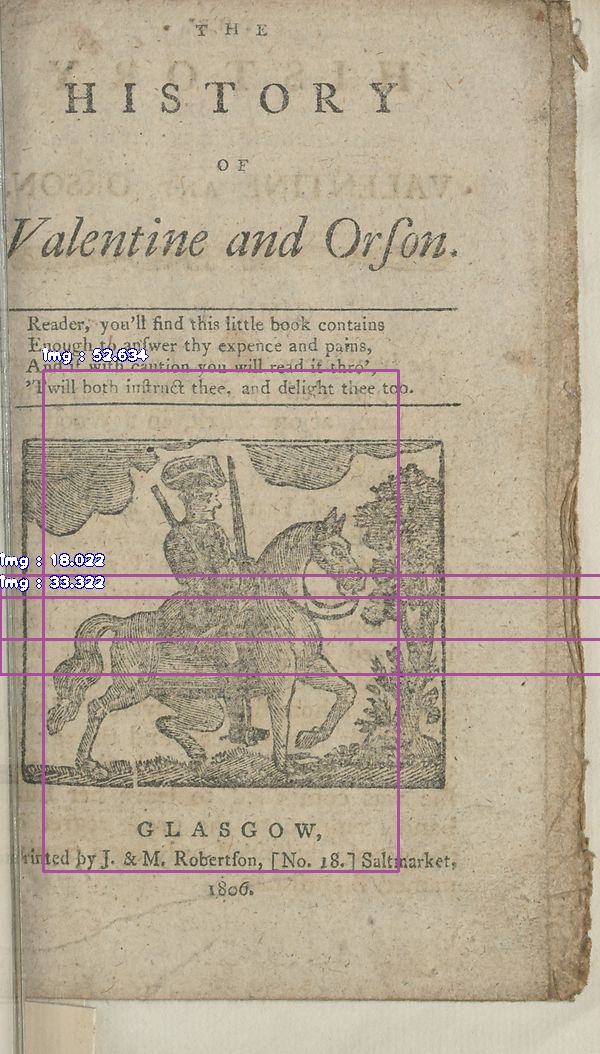 THE
HISTORY
OF
Valentine and Orſon.
Reader, you'll find this little book contains
Enough to anſwer thy expence and pains,
And if with caution you will read it thro',
'Twill both inſtruct thee, and delight thee too.
Img : 52.634
Img : 18.022
Img : 33.322
GLASGOW,
Printed by J. & M. Robertſon, [No. 18.] Saltmarket,
1806.